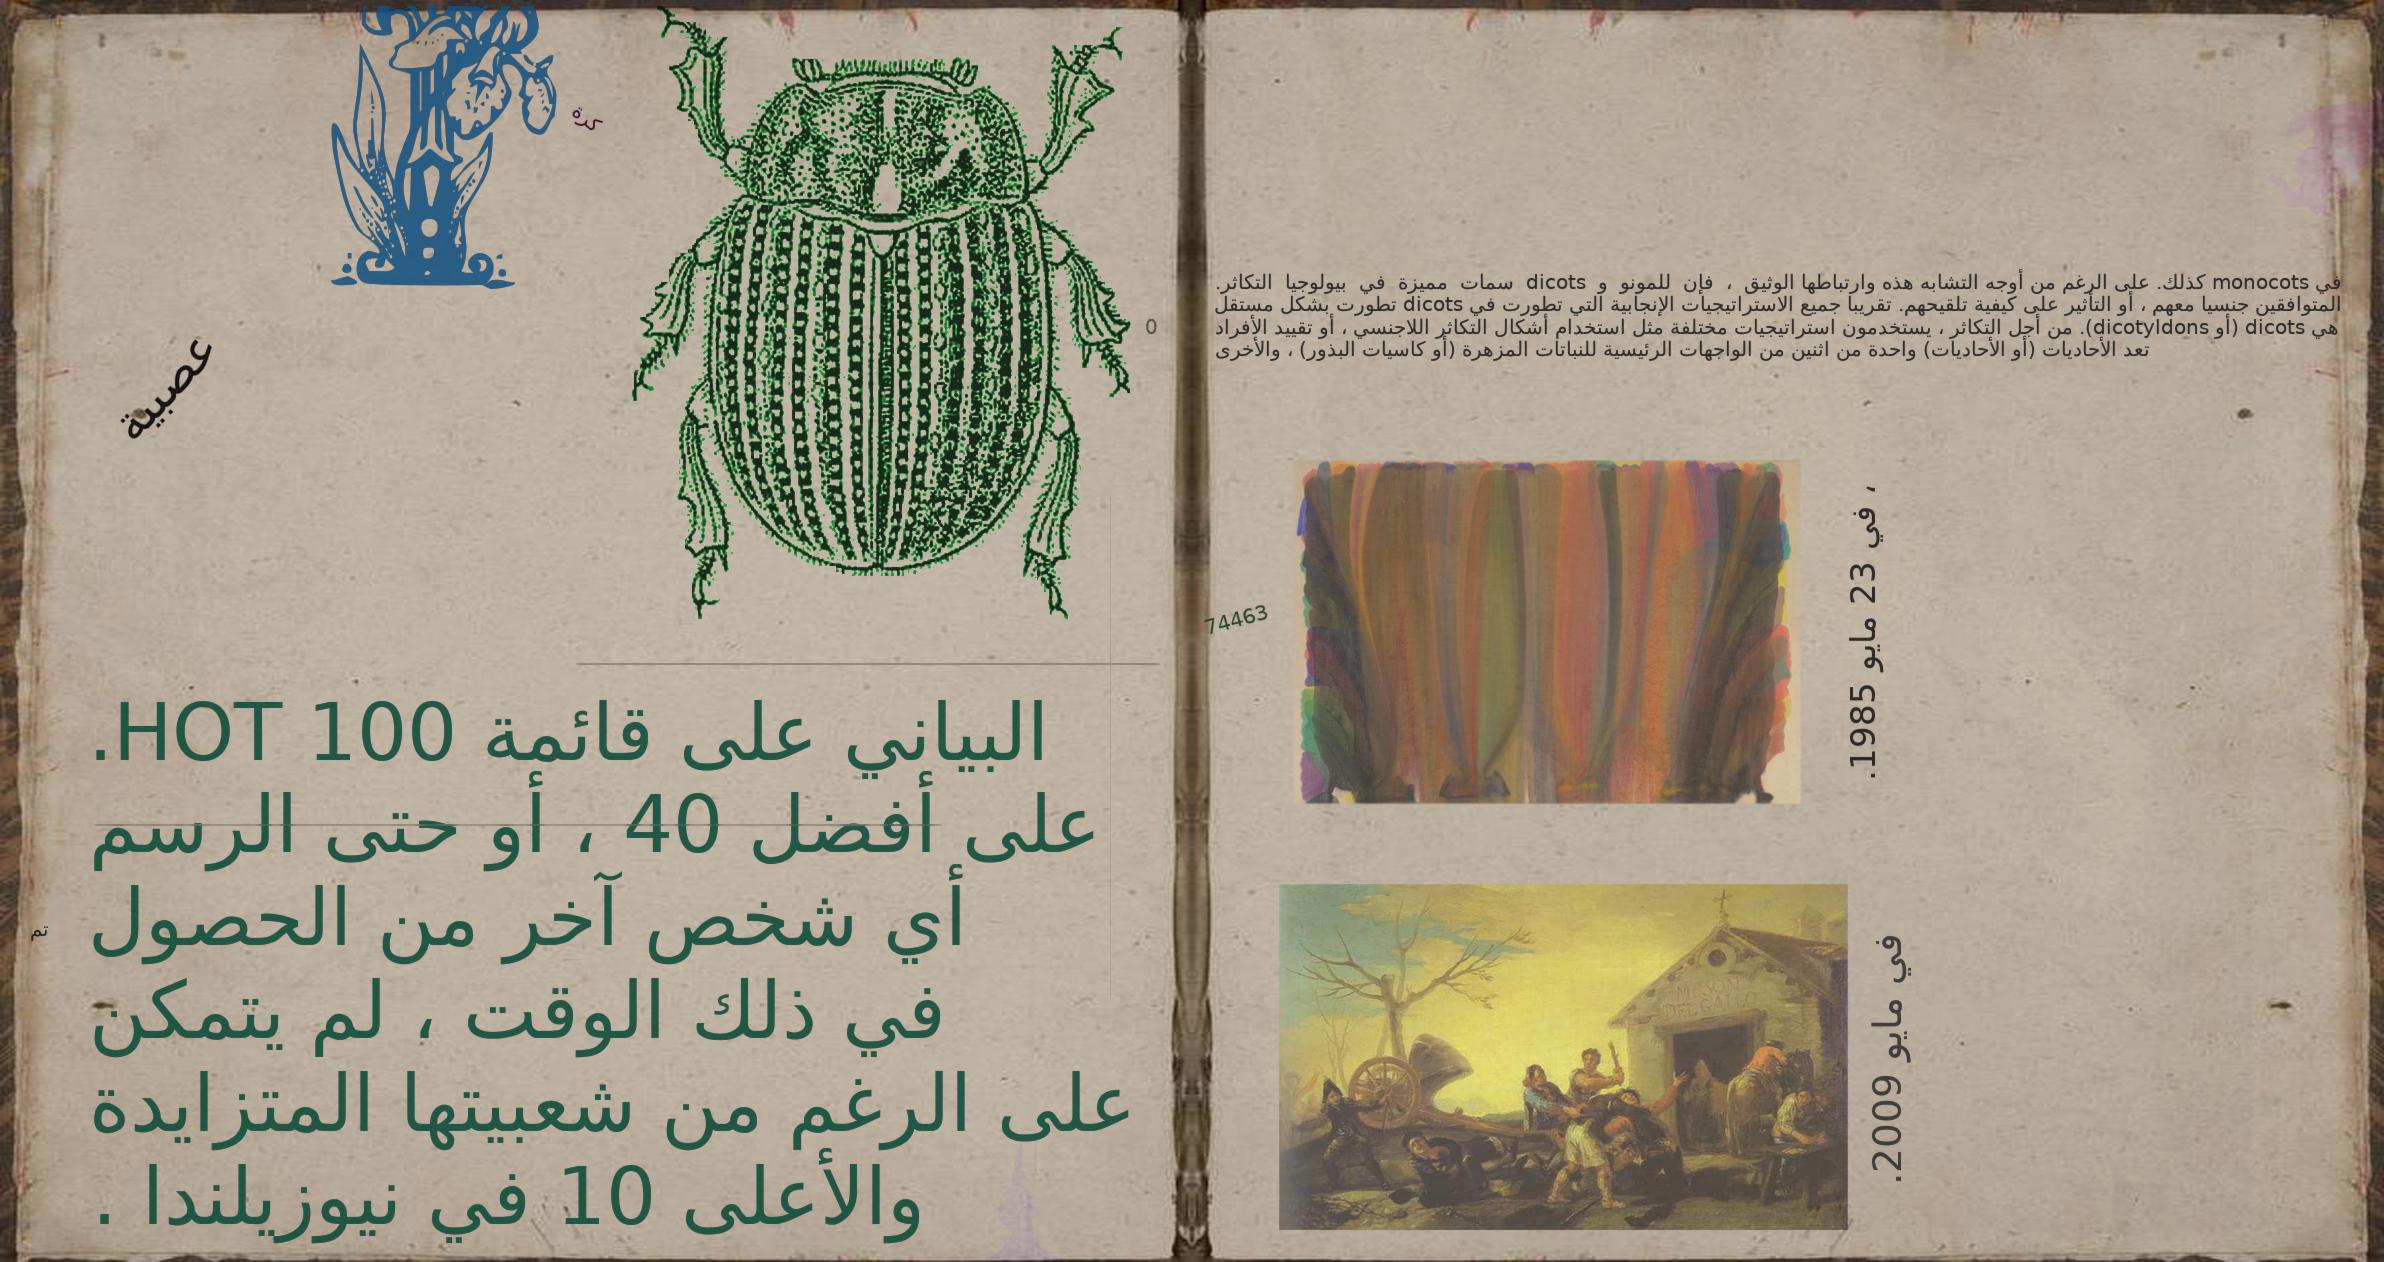 كرة
عصبية
0
البياني على قائمة HOT 100.
على أفضل 40 ، أو حتى الرسم
أي شخص آخر من الحصول
في ذلك الوقت ، لم يتمكن
على الرغم من شعبيتها المتزايدة
والأعلى 10 في نيوزيلندا .
تم
في monocots كذلك. على الرغم من أوجه التشابه هذه وارتباطها الوثيق ، فإن للمونو و dicots سمات مميزة في بيولوجيا التكاثر.
المتوافقين جنسيا معهم ، أو التأثير على كيفية تلقيحهم. تقريبا جميع الاستراتيجيات الإنجابية التي تطورت في dicots تطورت بشكل مستقل
هي dicots (أو dicotyldons). من أجل التكاثر ، يستخدمون استراتيجيات مختلفة مثل استخدام أشكال التكاثر اللاجنسي ، أو تقييد الأفراد
تعد الأحاديات (أو الأحاديات) واحدة من اثنين من الواجهات الرئيسية للنباتات المزهرة (أو كاسيات البذور) ، والأخرى
74463
، في 23 مايو 1985.
MESON
DEL GALLO
في مايو 2009.